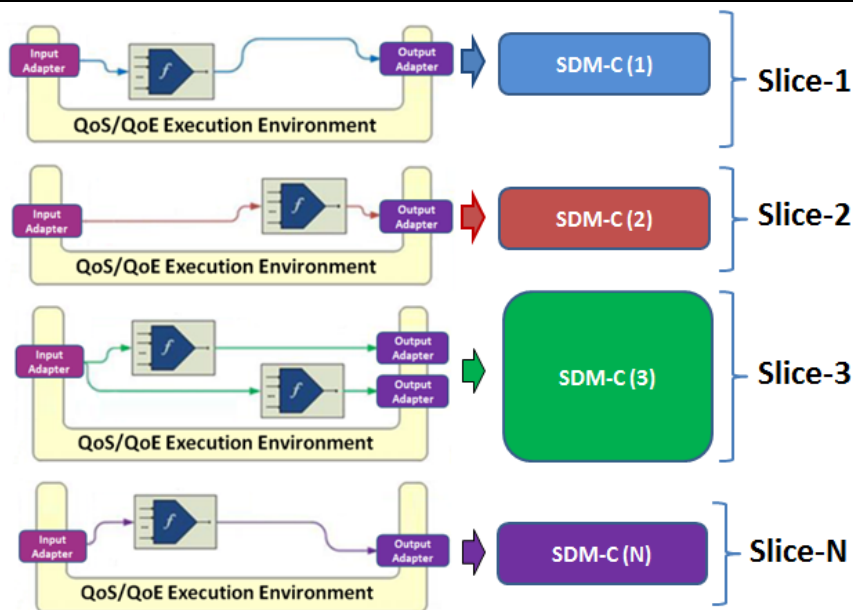 Input
Adapter
f
Output
Adapter
QoS/QoE Execution Environment
SDM-C (1)
Slice-1
Input
Adapter
f
Output
Adapter
QoS/QoE Execution Environment
SDM-C (2)
Slice-2
Input
Adapter
f
Output
Adapter
f
Output
Adapter
QoS/QoE Execution Environment
SDM-C (3)
Slice-3
Input
Adapter
f
Output
Adapter
QoS/QoE Execution Environment
SDM-C (N)
Slice-N